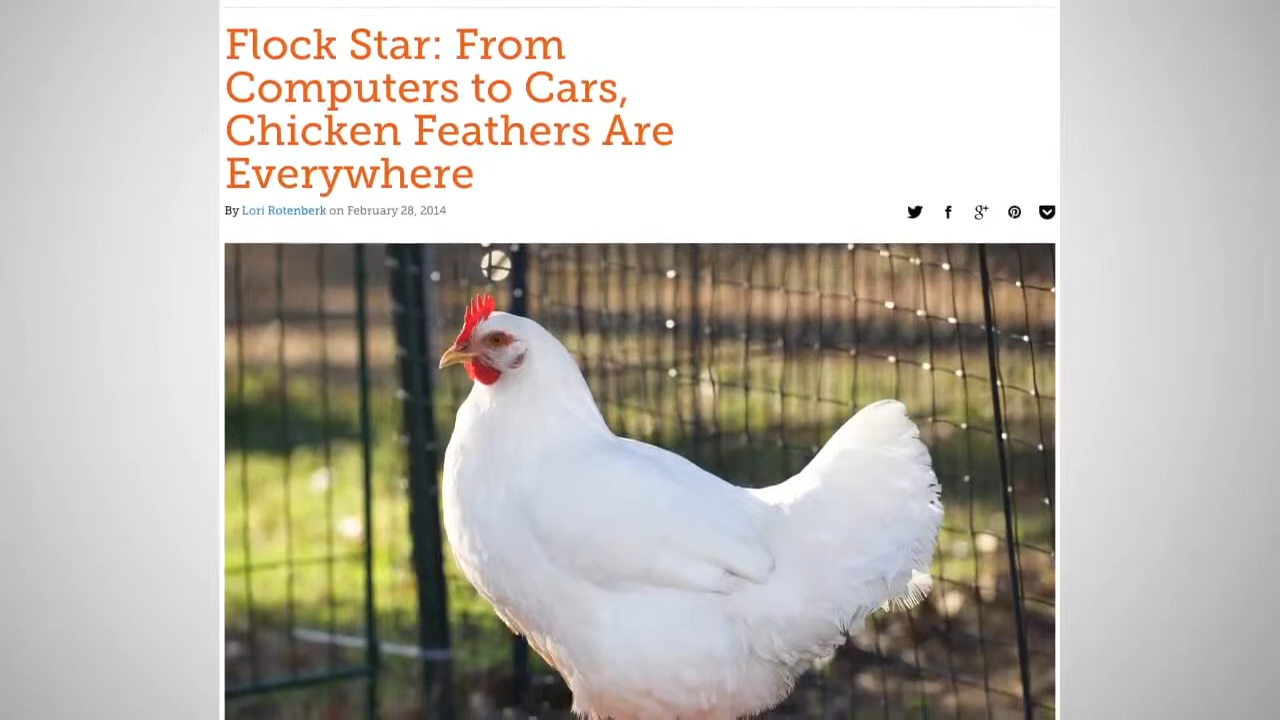 Flock Star: From
Computers to Cars,
Chicken Feathers Are
Everywhere
By Lori Rotenberk on February 28, 2014